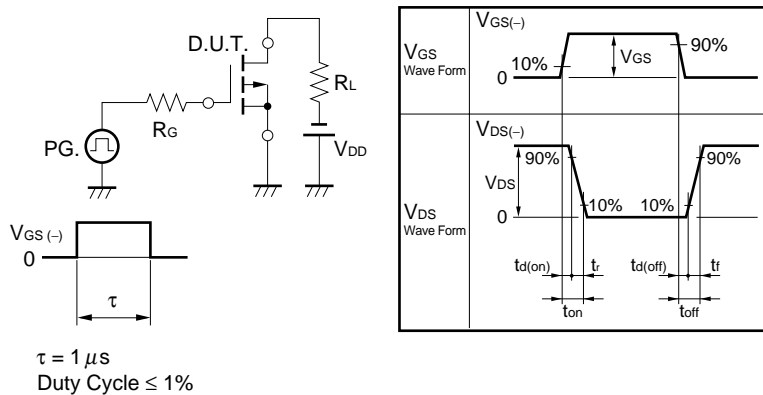 D.U.T.
RL
RG
PG.
VDD
VGS (−)
0
τ
τ = 1 μs
Duty Cycle ≤ 1%
VGS
Wave Form
VGS(−)
10%
VGS
90%
0
VDS
Wave Form
VDS(−)
90%
90%
VDS
10%
10%
0
td(on)
tr
td(off)
tf
ton
toff